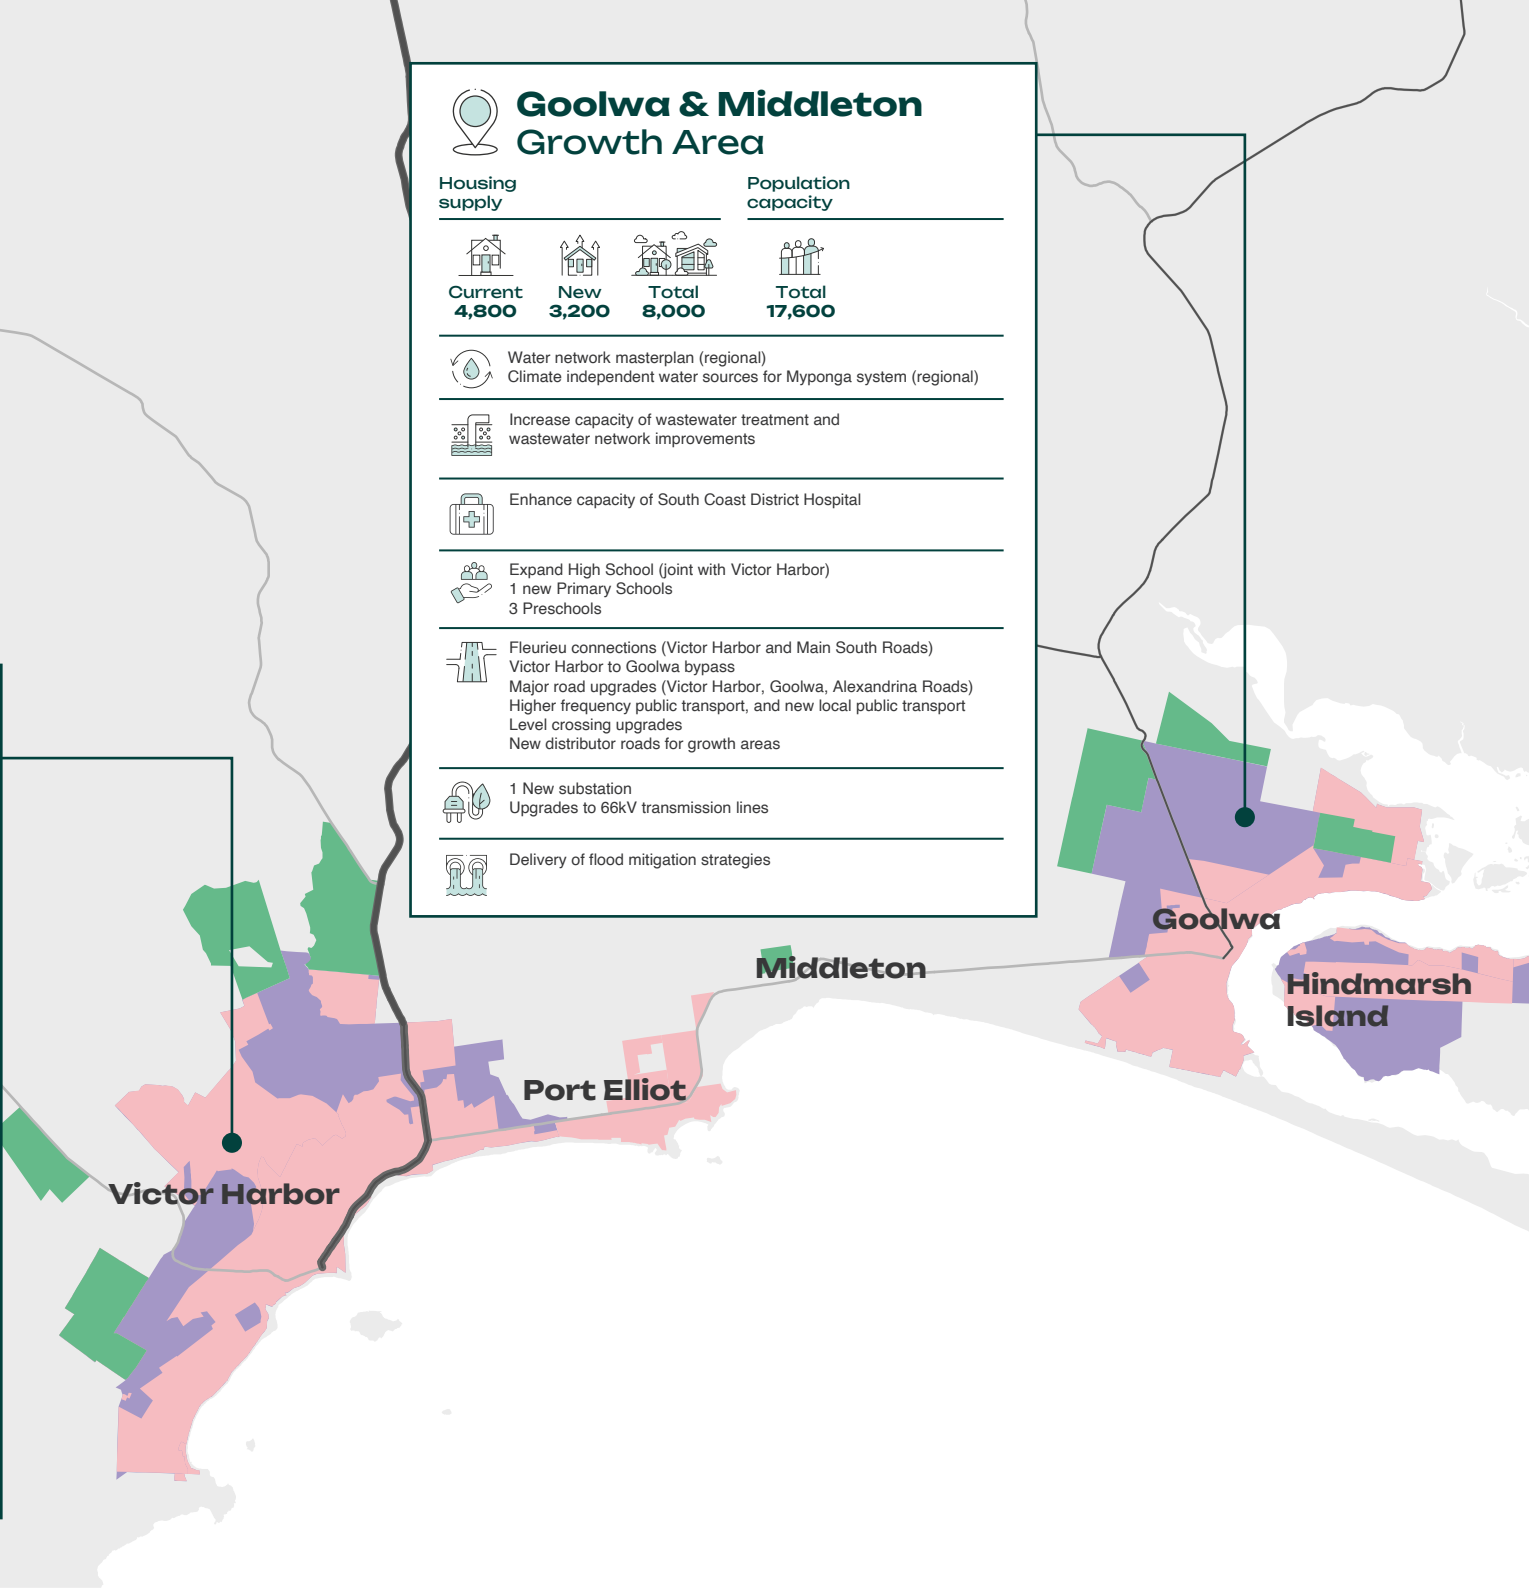 Goolwa & Middleton
Growth Area
Housing
supply
Population
capacity
Current
4,800
New
3,200
Total
8,000
Total
17,600
Water network masterplan (regional)
Climate independent water sources for Myponga system (regional)
Increase capacity of wastewater treatment and
wastewater network improvements
Enhance capacity of South Coast District Hospital
Expand High School (joint with Victor Harbor)
1 new Primary Schools
3 Preschools
Fleurieu connections (Victor Harbor and Main South Roads)
Victor Harbor to Goolwa bypass
Major road upgrades (Victor Harbor, Goolwa, Alexandrina Roads)
Higher frequency public transport, and new local public transport
Level crossing upgrades
New distributor roads for growth areas
1 New substation
Upgrades to 66kV transmission lines
Delivery of flood mitigation strategies
Goolwa
Middleton
Hindmarsh
Island
Port Elliot
Victor Harbor